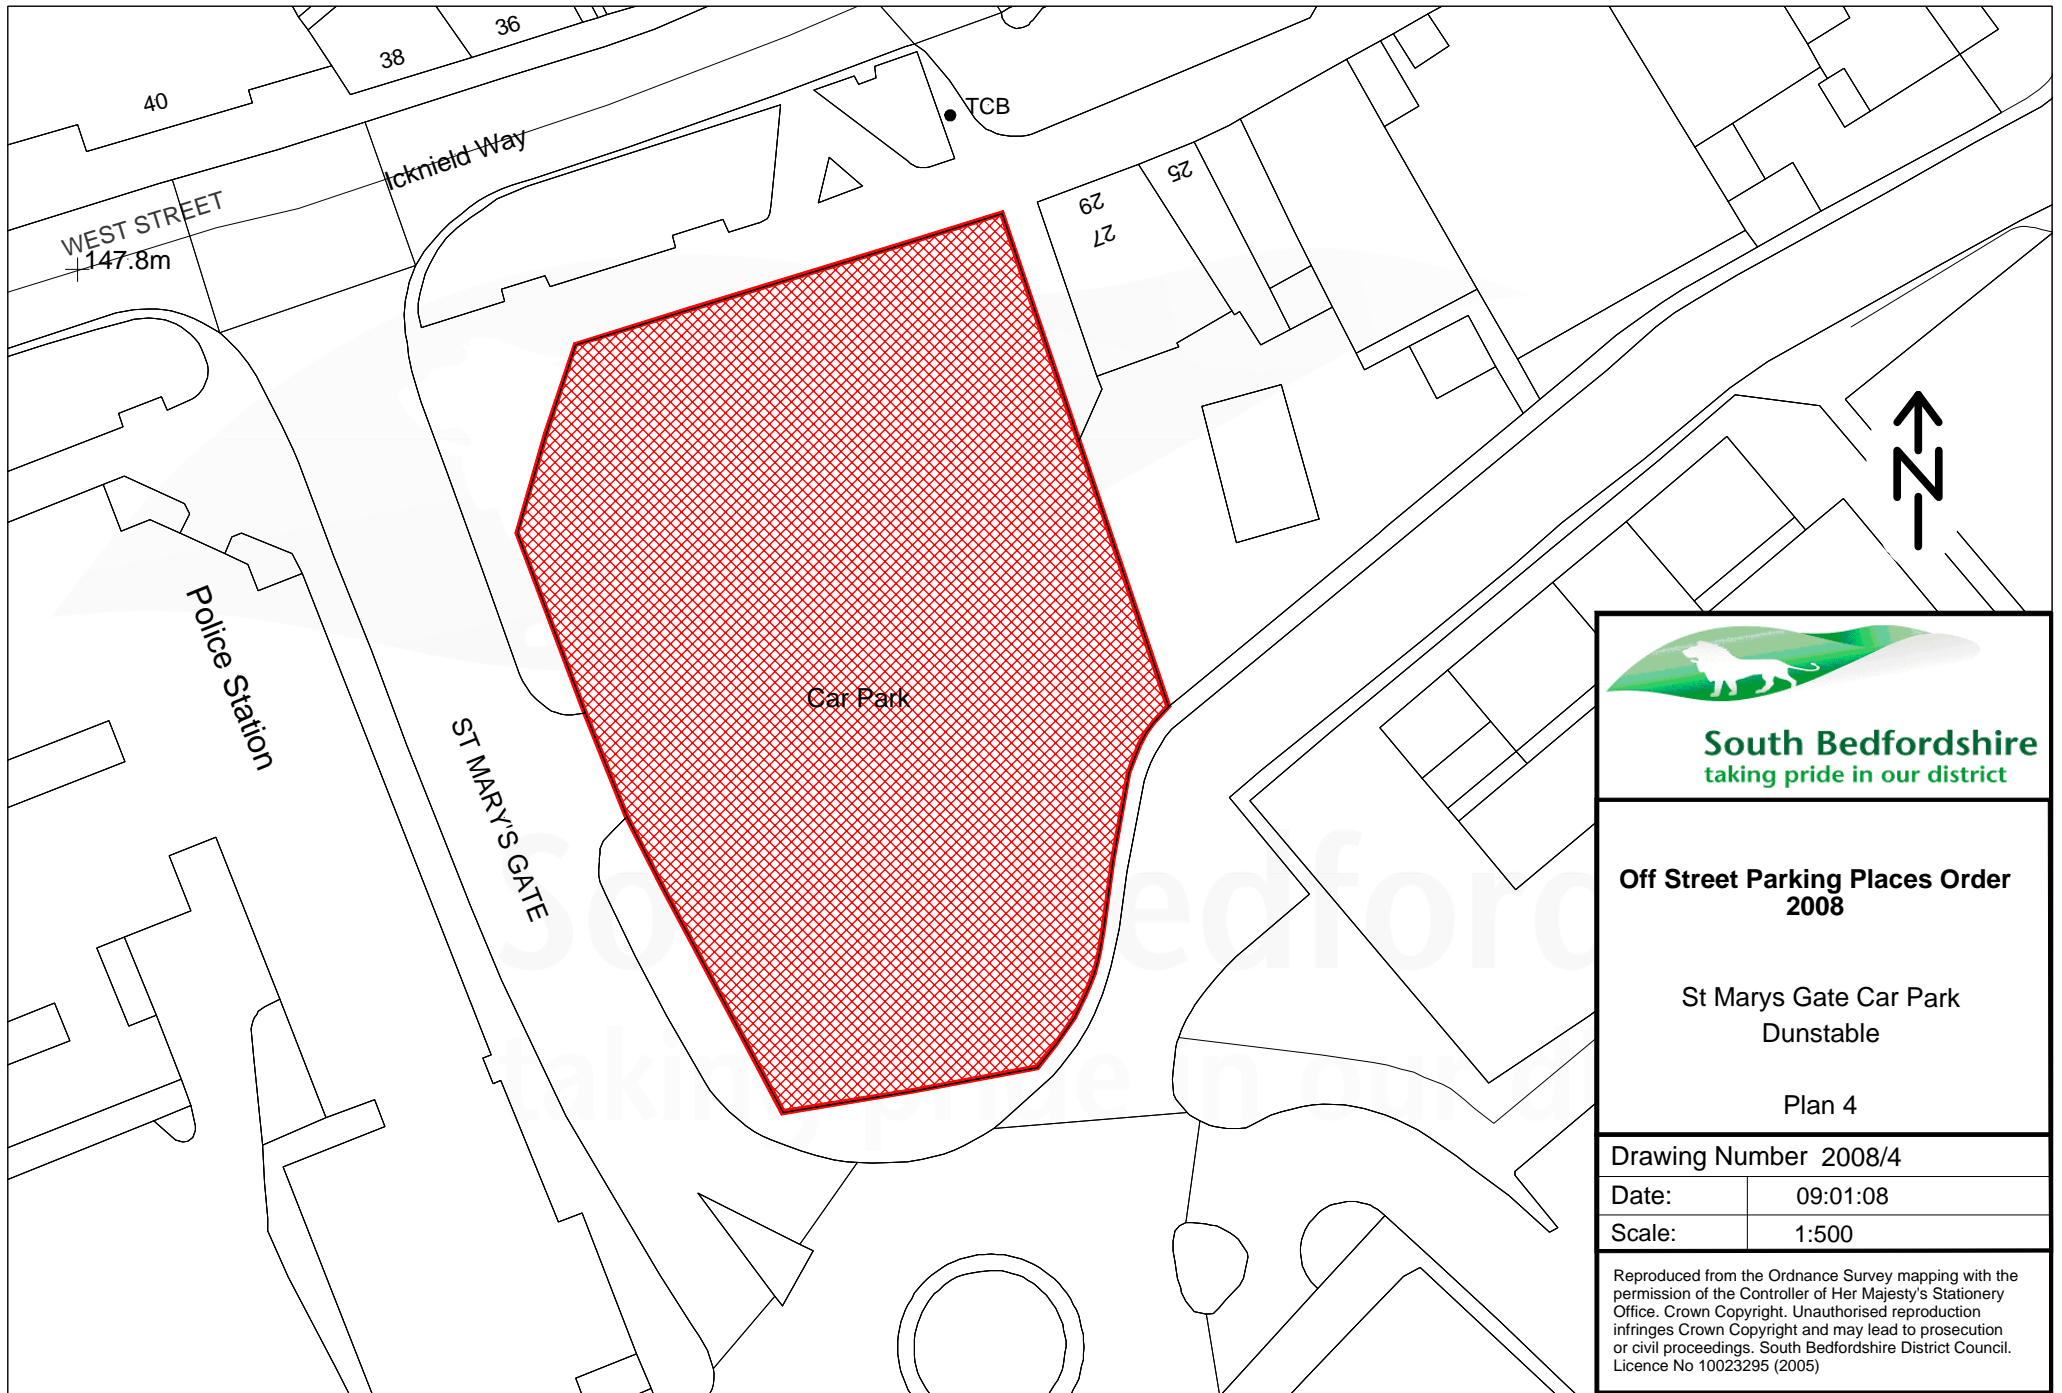 36
38
40
TCB
Icknield Way
WEST STREET
147.8m
25
29
27
Police Station
Car Park
ST MARY'S GATE
N
South Bedfordshire
taking pride in our district
Off Street Parking Places Order
2008
St Marys Gate Car Park
Dunstable
Plan 4
Drawing Number 2008/4
Date: 09:01:08
Scale: 1:500
Reproduced from the Ordnance Survey mapping with the
permission of the Controller of Her Majesty's Stationery
Office. Crown Copyright. Unauthorised reproduction
infringes Crown Copyright and may lead to prosecution
or civil proceedings. South Bedfordshire District Council.
Licence No 10023295 (2005)